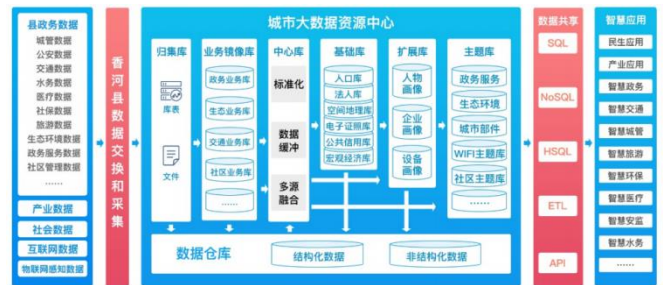 县政务数据
城管数据
公安数据
交通数据
水务数据
医疗数据
社保数据
旅游数据
生态环境数据
政务服务数据
社区管理数据
……
产业数据
社会数据
互联网数据
物联网感知数据
香河县数据交换和采集
城市大数据资源中心
归集库
库表
文件
业务镜像库
政务业务库
生态业务库
交通业务库
社区业务库
……
中心库
标准化
数据
缓冲
多源
融合
基础库
人口库
法人库
空间地理库
电子证照库
公共信用库
宏观经济库
扩展库
人物
画像
企业
画像
设备
画像
主题库
政务服务
生态环境
城市部件
WIFI主题库
社区主题库
……
数据仓库
结构化数据
非结构化数据
数据共享
SQL
NoSQL
HSQL
ETL
API
智慧应用
民生应用
产业应用
智慧政务
智慧交通
智慧城管
智慧旅游
智慧环保
智慧医疗
智慧安监
智慧水务
……